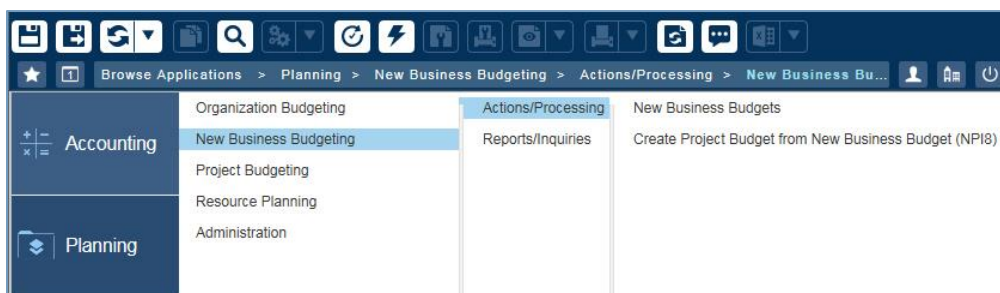 Browse Applications > Planning > New Business Budgeting > Actions/Processing > New Business Bu...
Accounting
Planning
Organization Budgeting
New Business Budgeting
Project Budgeting
Resource Planning
Administration
Actions/Processing
Reports/Inquiries
New Business Budgets
Create Project Budget from New Business Budget (NPI8)